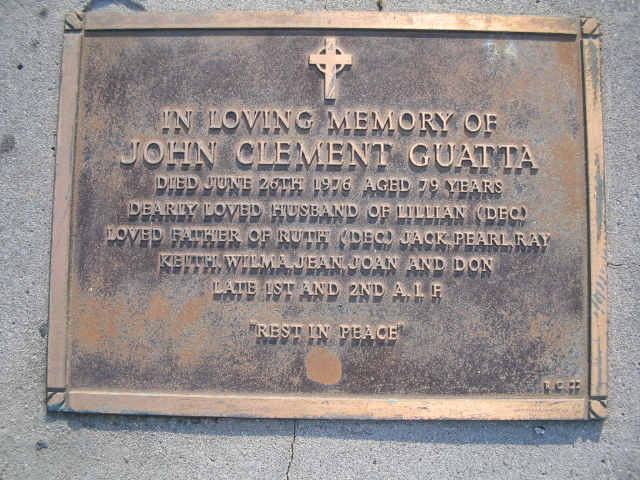 IN LOVING MEMORY OF
JOHN CLEMENT GUATTA
DIED JUNE 26TH 1976 AGED 79 YEARS
DEARLY LOVED HUSBAND OF LILLIAN (DEC.)
LOVED FATHER OF RUTH (DEC.) JACK, PEARL, RAY
KEITH, WILMA, JEAN, JOAN AND DON
LATE 1ST AND 2ND A.I.F.
"REST IN PEACE"